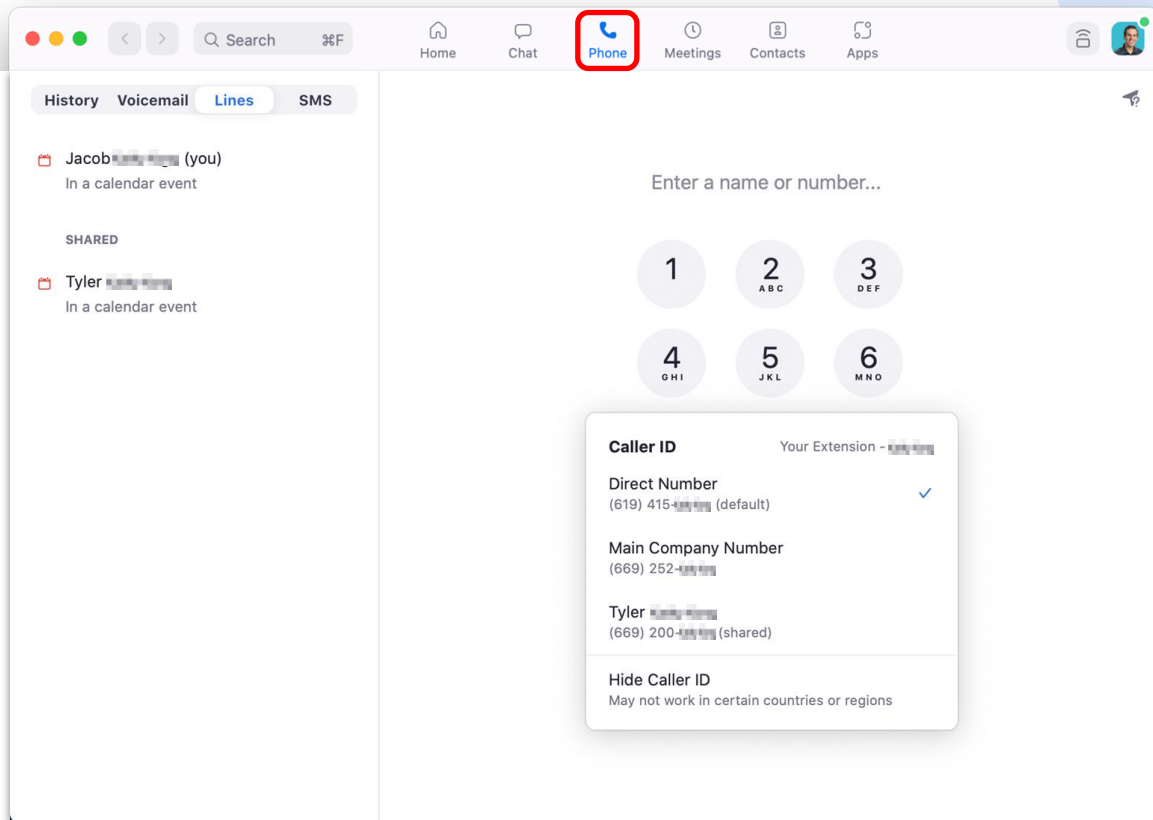 Search ⌘F
Home
Chat
Phone
Meetings
Contacts
Apps
History Voicemail Lines SMS
Jacob (you)
In a calendar event
SHARED
Tyler
In a calendar event
Enter a name or number...
1
2
ABC
3
DEF
4
GHI
5
JKL
6
MNO
Caller ID Your Extension -
Direct Number
(619) 415- (default)
Main Company Number
(669) 252-
Tyler
(669) 200- (shared)
Hide Caller ID
May not work in certain countries or regions